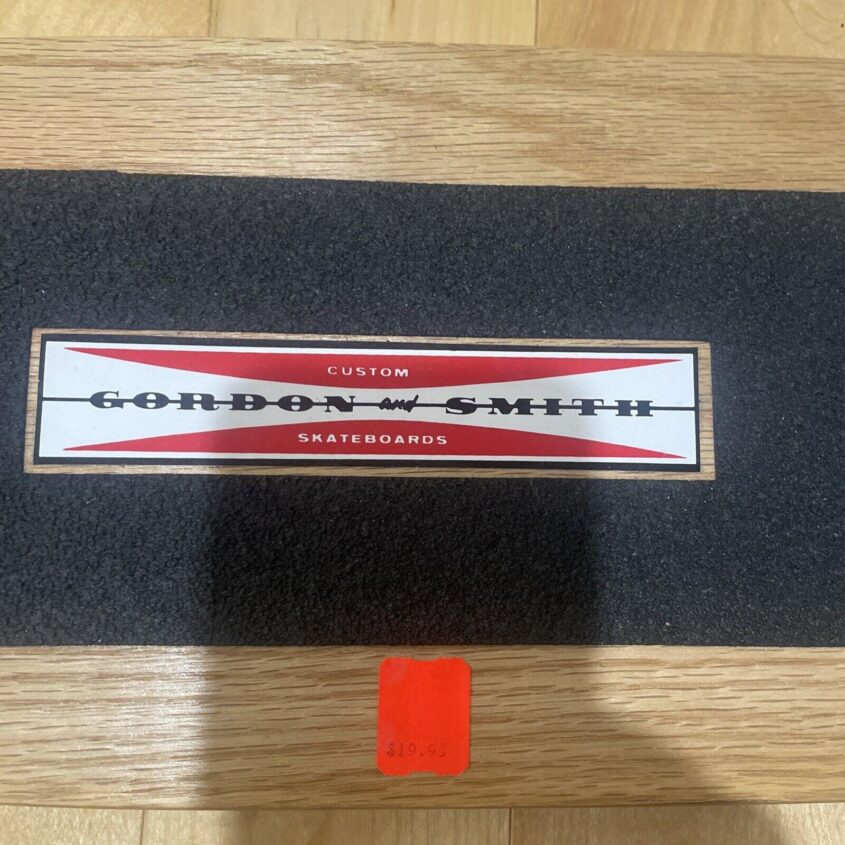 CUSTOM
GORDON and SMITH
SKATEBOARDS
$19.99